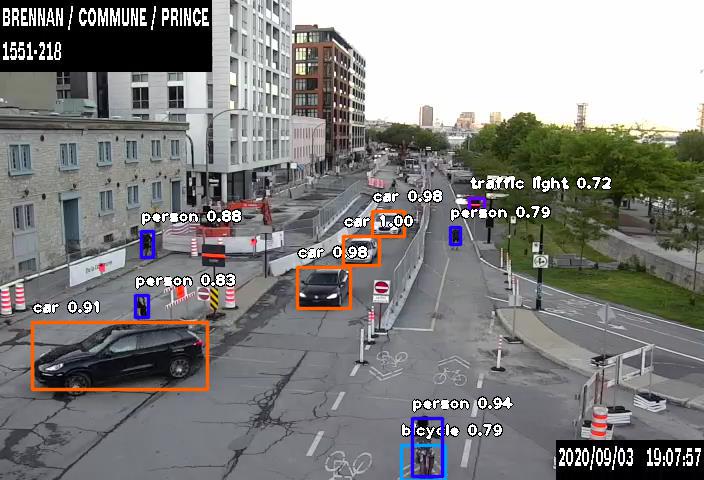 BRENNAN / COMMUNE / PRINCE
1551-218
car 0.98
traffic light 0.72
person 0.88
car 1.00
person 0.79
car 0.98
person 0.83
car 0.91
person 0.94
bicycle 0.79
2020/09/03 19:07:57